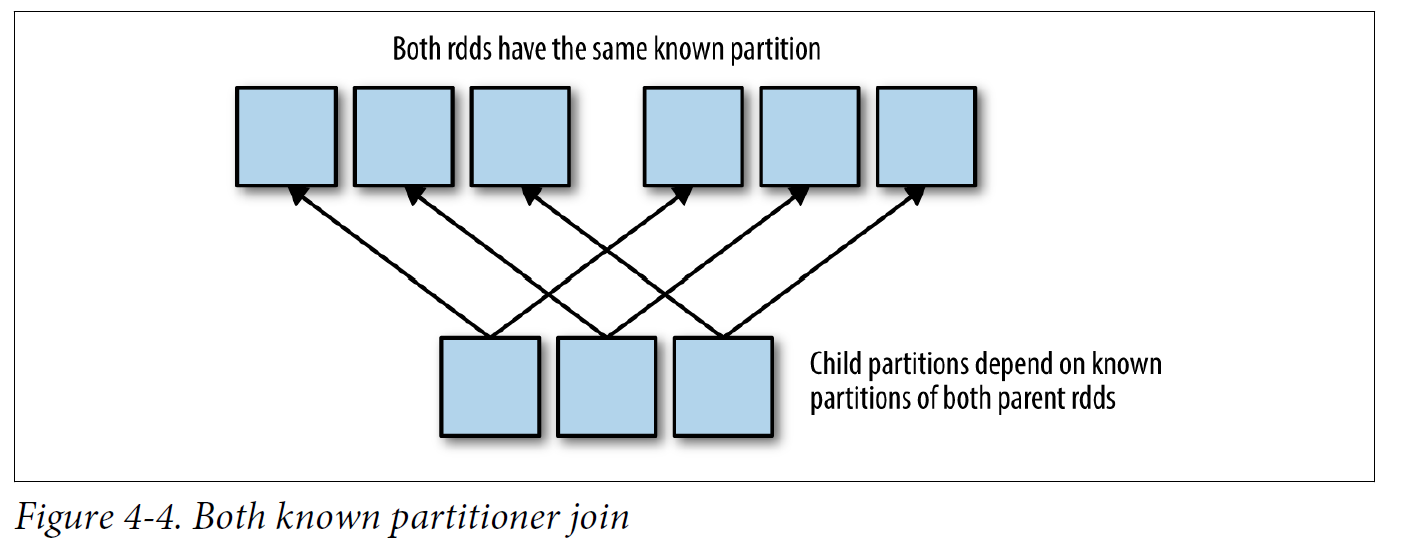 Both rdds have the same known partition
Child partitions depend on known
partitions of both parent rdds
Figure 4-4. Both known partitioner join